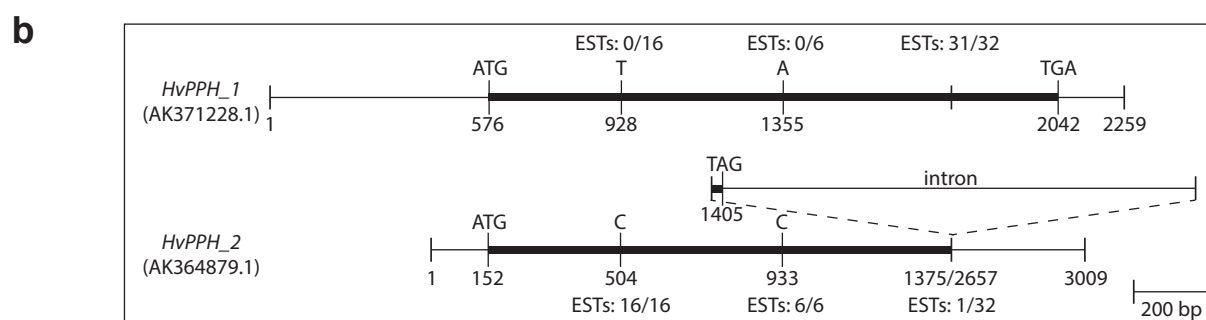 b
ESTs: 0/16 ESTs: 0/6 ESTs: 31/32
ATG T A TGA
HvPPH_1
(AK371228.1)
1 576 928 1355 2042 2259
TAG
intron
1405
ATG C C
HvPPH_2
(AK364879.1)
1 152 504 933 1375/2657 3009
ESTs: 16/16 ESTs: 6/6 ESTs: 1/32
200 bp